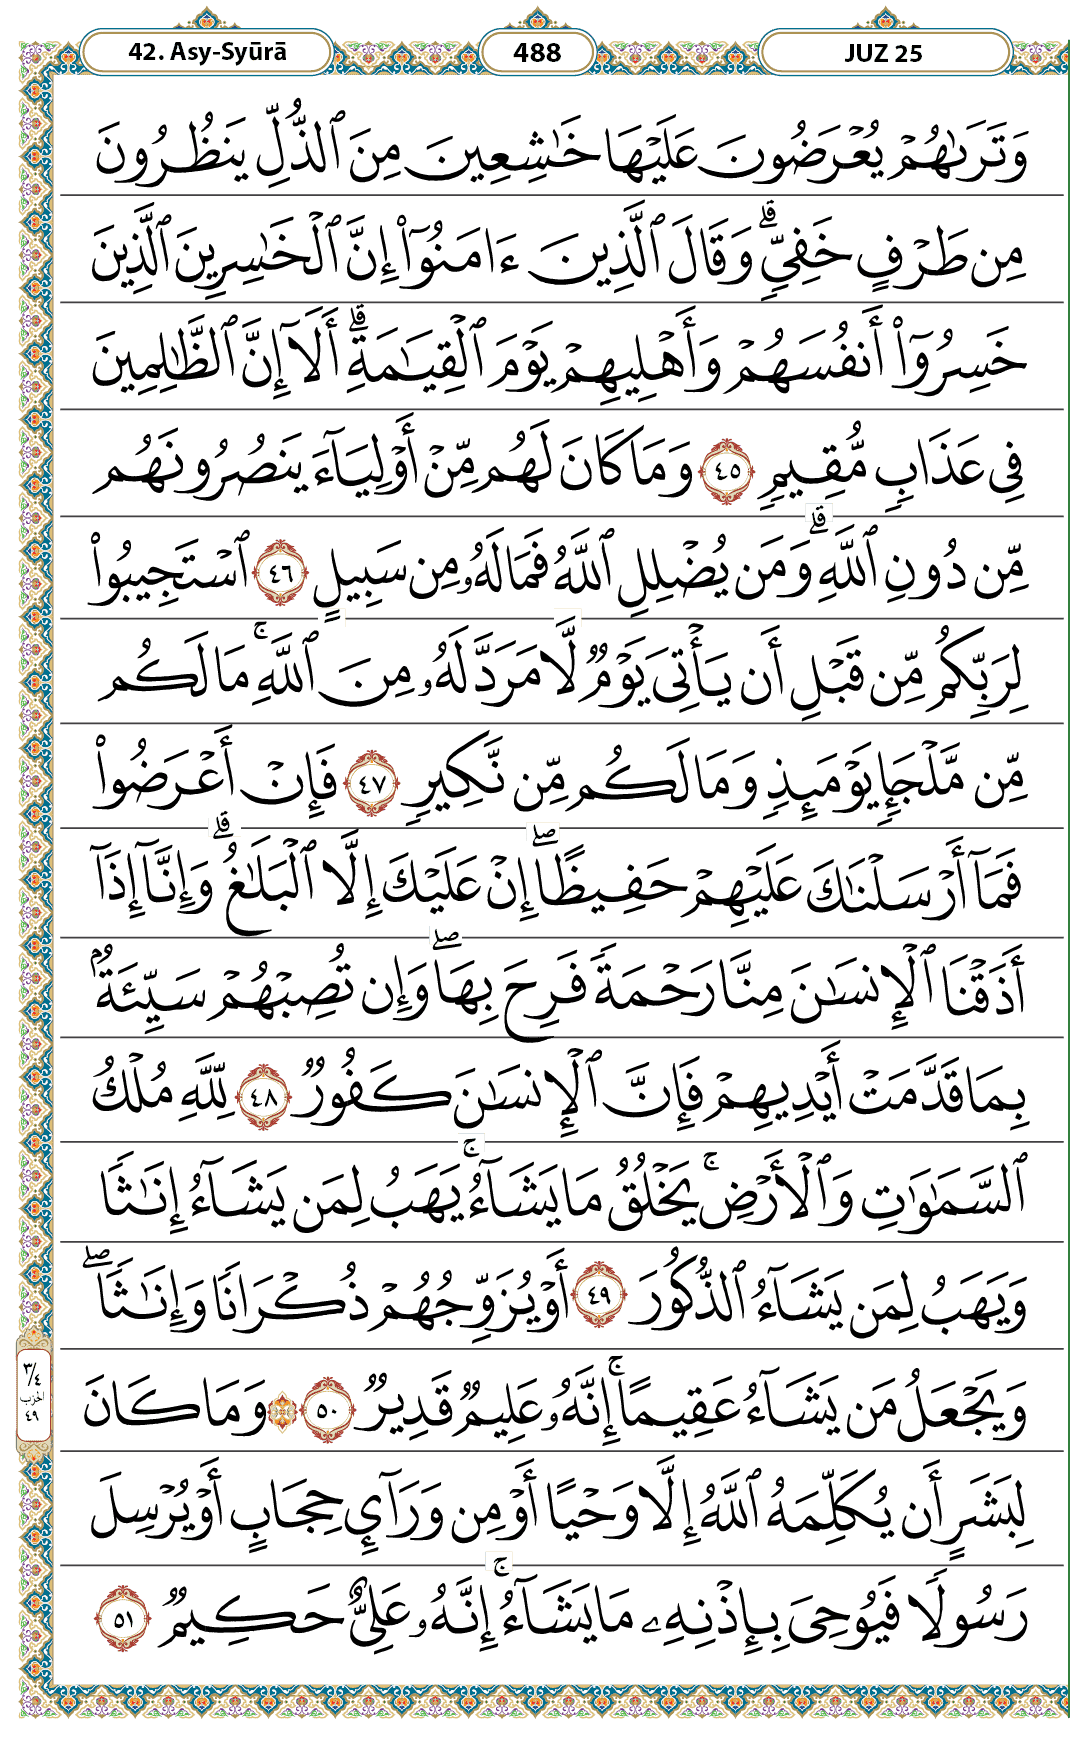 42. Asy-Syūrā
488
JUZ 25
وَتَرَىٰهُمْ يُعْرَضُونَ عَلَيْهَا خَٰشِعِينَ مِنَ ٱلذُّلِّ يَنظُرُونَ
مِن طَرْفٍ خَفِيٍّ ۗ وَقَالَ ٱلَّذِينَ ءَامَنُوٓا۟ إِنَّ ٱلْخَٰسِرِينَ ٱلَّذِينَ
خَسِرُوٓا۟ أَنفُسَهُمْ وَأَهْلِيهِمْ يَوْمَ ٱلْقِيَٰمَةِ ۗ أَلَآ إِنَّ ٱلظَّٰلِمِينَ
فِى عَذَابٍ مُّقِيمٍ ٤٥ وَمَا كَانَ لَهُم مِّنْ أَوْلِيَآءَ يَنصُرُونَهُم
مِّن دُونِ ٱللَّهِ ۗ وَمَن يُضْلِلِ ٱللَّهُ فَمَا لَهُۥ مِن سَبِيلٍ ٤٦ ٱسْتَجِيبُوا۟
لِرَبِّكُم مِّن قَبْلِ أَن يَأْتِىَ يَوْمٌ لَّا مَرَدَّ لَهُۥ مِنَ ٱللَّهِ ۚ مَا لَكُم
مِّن مَّلْجَإٍ يَوْمَئِذٍ وَمَا لَكُم مِّن نَّكِيرٍ ٤٧ فَإِنْ أَعْرَضُوا۟
فَمَآ أَرْسَلْنَٰكَ عَلَيْهِمْ حَفِيظًا ۖ إِنْ عَلَيْكَ إِلَّا ٱلْبَلَٰغُ ۗ وَإِنَّآ إِذَآ
أَذَقْنَا ٱلْإِنسَٰنَ مِنَّا رَحْمَةً فَرِحَ بِهَا ۖ وَإِن تُصِبْهُمْ سَيِّئَةٌۢ
بِمَا قَدَّمَتْ أَيْدِيهِمْ فَإِنَّ ٱلْإِنسَٰنَ كَفُورٌ ٤٨ لِّلَّهِ مُلْكُ
ٱلسَّمَٰوَٰتِ وَٱلْأَرْضِ ۚ يَخْلُقُ مَا يَشَآءُ ۚ يَهَبُ لِمَن يَشَآءُ إِنَٰثًا
وَيَهَبُ لِمَن يَشَآءُ ٱلذُّكُورَ ٤٩ أَوْ يُزَوِّجُهُمْ ذُكْرَانًا وَإِنَٰثًا ۖ
وَيَجْعَلُ مَن يَشَآءُ عَقِيمًا ۚ إِنَّهُۥ عَلِيمٌ قَدِيرٌ ٥٠ ۞ وَمَا كَانَ
لِبَشَرٍ أَن يُكَلِّمَهُ ٱللَّهُ إِلَّا وَحْيًا أَوْ مِن وَرَآئِ حِجَابٍ أَوْ يُرْسِلَ
رَسُولًا فَيُوحِىَ بِإِذْنِهِۦ مَا يَشَآءُ ۚ إِنَّهُۥ عَلِىٌّ حَكِيمٌ ٥١
٣/٤
الحزب
٤٩